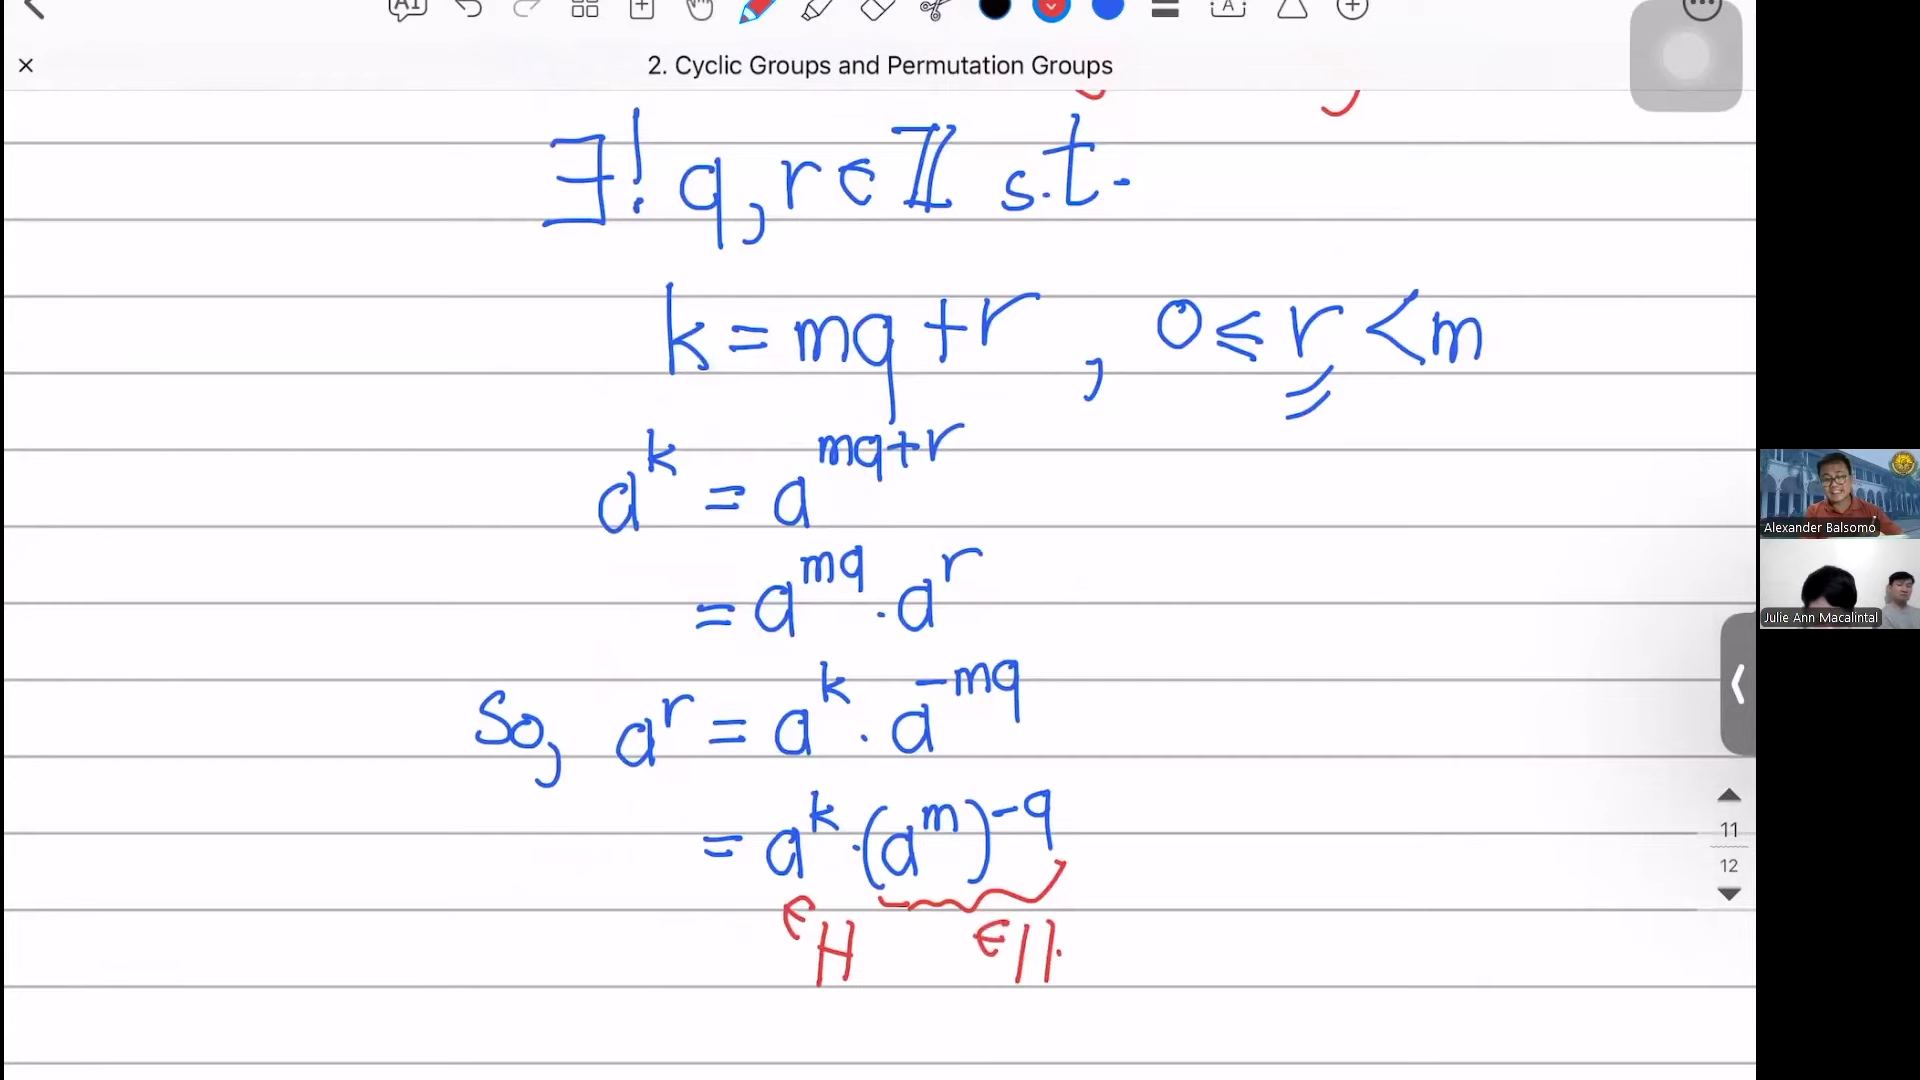 2. Cyclic Groups and Permutation Groups
∃! q, r ∈ ℤ s.t.
k = mq + r , 0 ≤ r < m
a^k = a^{mq+r}
= a^{mq} · a^r
So, a^r = a^k · a^{-mq}
= a^k · (a^m)^{-q}
∈ H
Alexander Balsomo
Julie Ann Macalintal
11
12